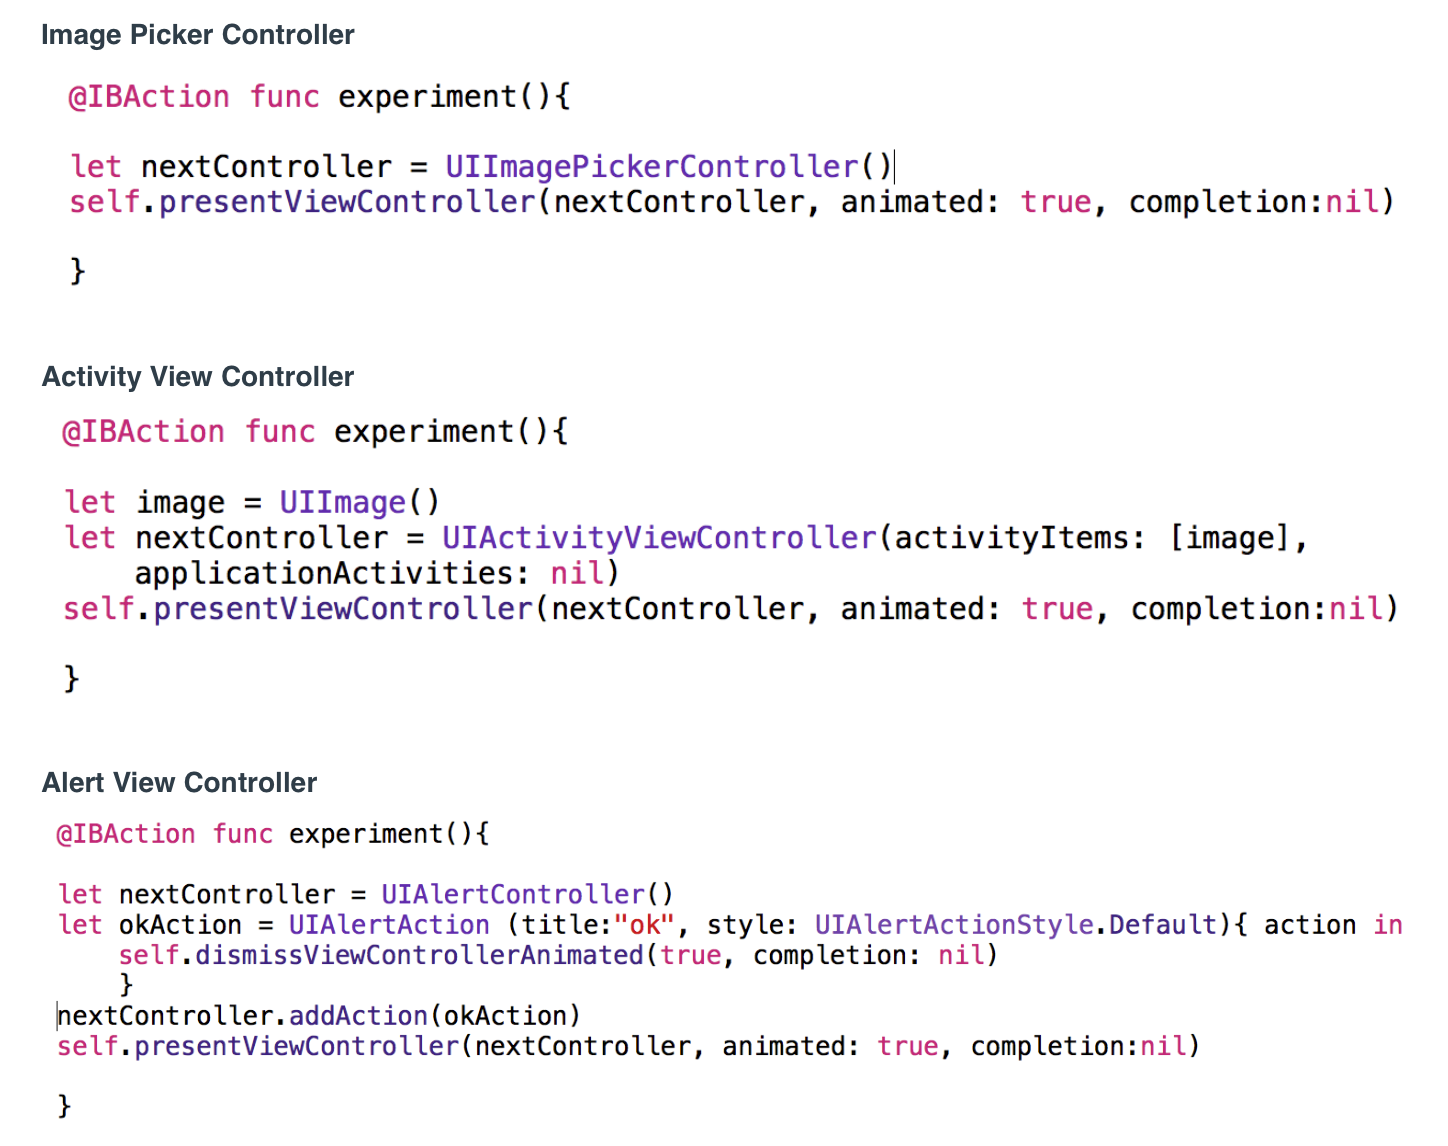 Image Picker Controller
@IBAction func experiment(){
let nextController = UIImagePickerController()
self.presentViewController(nextController, animated: true, completion:nil)
}
Activity View Controller
@IBAction func experiment(){
let image = UIImage()
let nextController = UIActivityViewController(activityItems: [image],
applicationActivities: nil)
self.presentViewController(nextController, animated: true, completion:nil)
}
Alert View Controller
@IBAction func experiment(){
let nextController = UIAlertController()
let okAction = UIAlertAction (title:"ok", style: UIAlertActionStyle.Default){ action in
self.dismissViewControllerAnimated(true, completion: nil)
}
nextController.addAction(okAction)
self.presentViewController(nextController, animated: true, completion:nil)
}